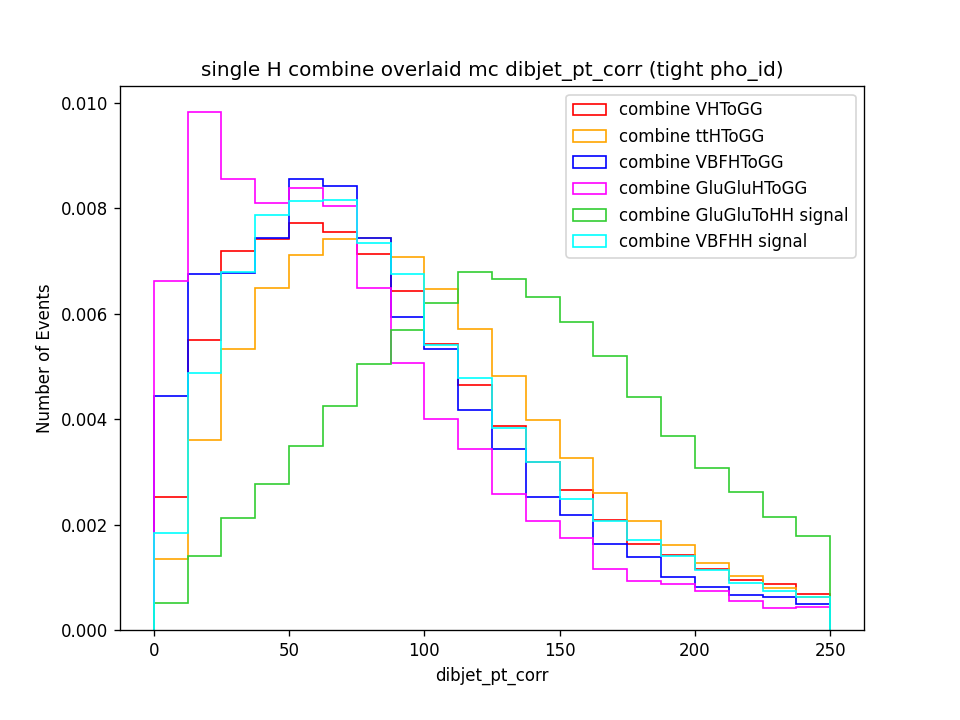 single H combine overlaid mc dibjet_pt_corr (tight pho_id)
combine VHToGG
combine ttHToGG
combine VBFHToGG
combine GluGluHToGG
combine GluGluToHH signal
combine VBFHH signal
Number of Events
0.010
0.008
0.006
0.004
0.002
0.000
0
50
100
150
200
250
dibjet_pt_corr